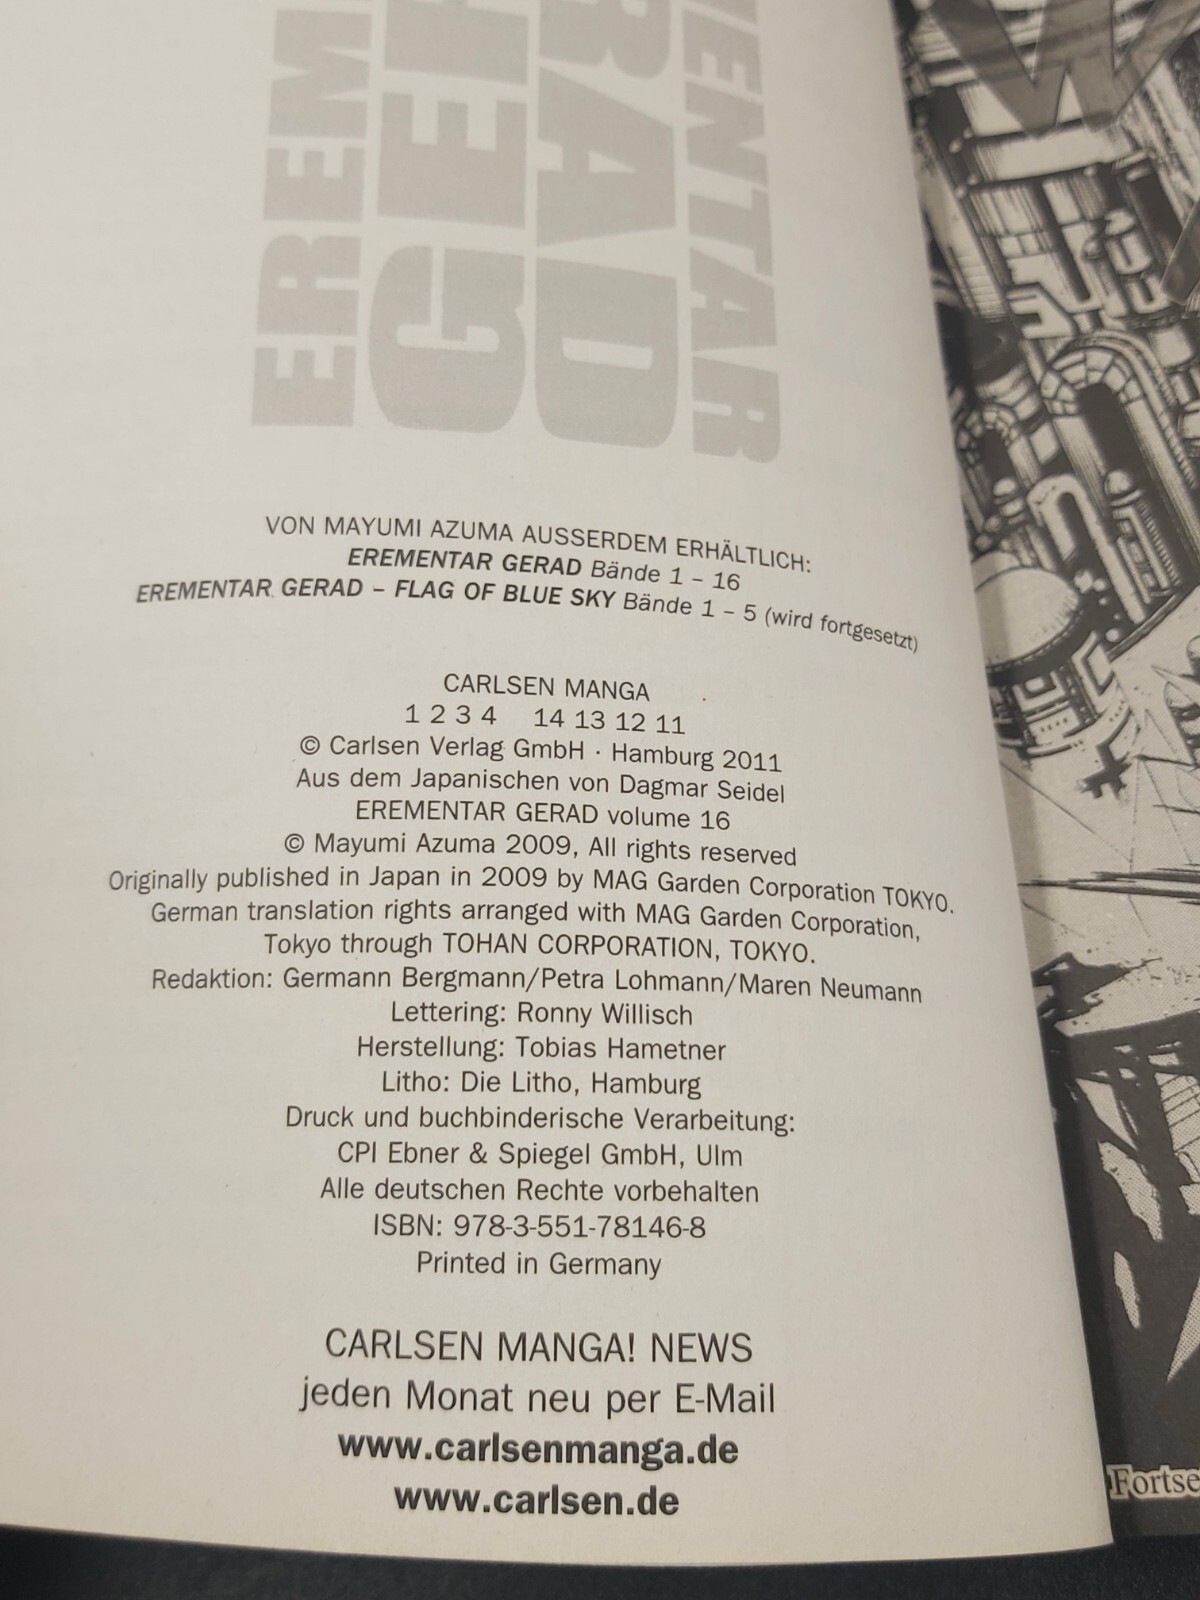 EREM
GER
ENTAR
VON MAYUMI AZUMA AUSSERDEM ERHÄLTLICH:
EREMENTAR GERAD Bände 1 – 16
EREMENTAR GERAD – FLAG OF BLUE SKY Bände 1 – 5 (wird fortgesetzt)
CARLSEN MANGA
1 2 3 4 14 13 12 11
© Carlsen Verlag GmbH · Hamburg 2011
Aus dem Japanischen von Dagmar Seidel
EREMENTAR GERAD volume 16
© Mayumi Azuma 2009, All rights reserved
Originally published in Japan in 2009 by MAG Garden Corporation TOKYO.
German translation rights arranged with MAG Garden Corporation,
Tokyo through TOHAN CORPORATION, TOKYO.
Redaktion: Germann Bergmann/Petra Lohmann/Maren Neumann
Lettering: Ronny Willisch
Herstellung: Tobias Hametner
Litho: Die Litho, Hamburg
Druck und buchbinderische Verarbeitung:
CPI Ebner & Spiegel GmbH, Ulm
Alle deutschen Rechte vorbehalten
ISBN: 978-3-551-78146-8
Printed in Germany
CARLSEN MANGA! NEWS
jeden Monat neu per E-Mail
www.carlsenmanga.de
www.carlsen.de
Fortse